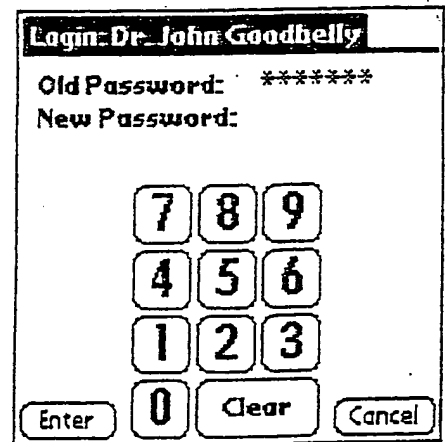 Login: Dr. John Goodbelly
Old Password: *******
New Password:
7 8 9
4 5 6
1 2 3
Enter 0 Clear Cancel